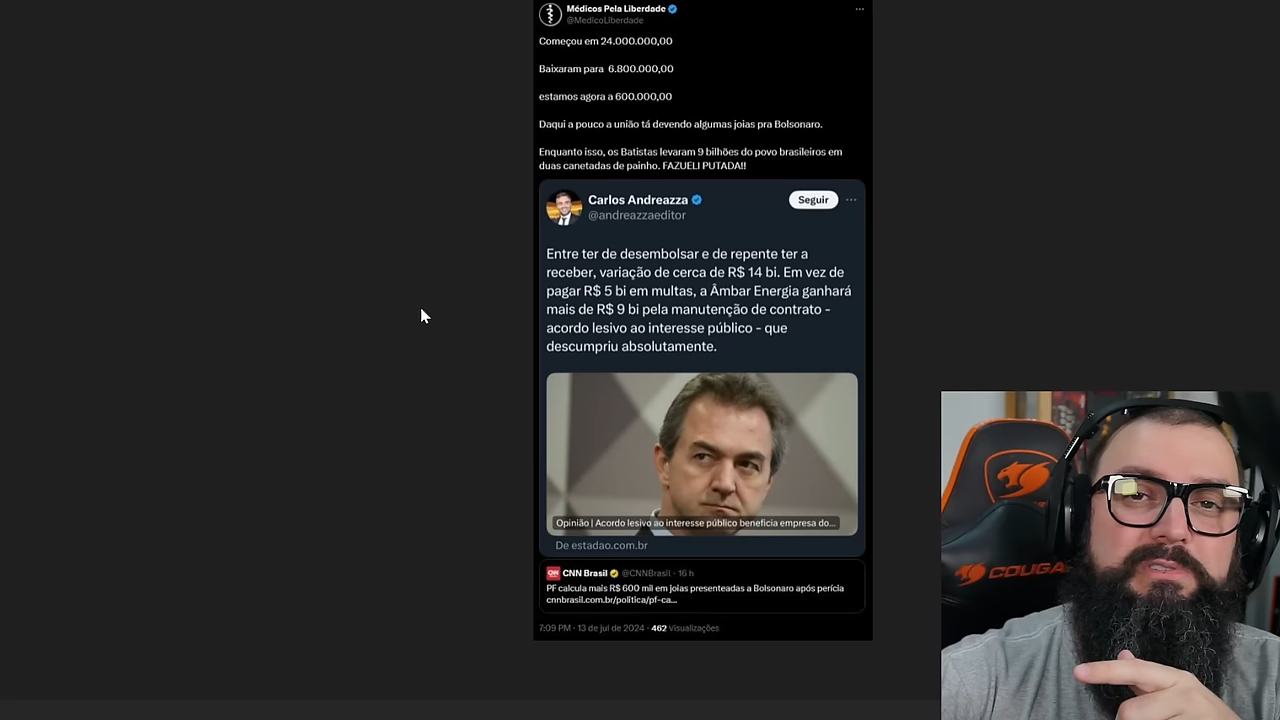 Médicos Pela Liberdade
@MedicoLiberdade
Começou em 24.000.000,00
Baixaram para 6.800.000,00
estamos agora a 600.000,00
Daqui a pouco a união tá devendo algumas joias pra Bolsonaro.
Enquanto isso, os Batistas levaram 9 bilhões do povo brasileiros em
duas canetadas de painho. FAZUELI PUTADA!!
Carlos Andreazza
@andreazzaeditor
Seguir
Entre ter de desembolsar e de repente ter a
receber, variação de cerca de R$ 14 bi. Em vez de
pagar R$ 5 bi em multas, a Âmbar Energia ganhará
mais de R$ 9 bi pela manutenção de contrato -
acordo lesivo ao interesse público - que
descumpriu absolutamente.
Opinião | Acordo lesivo ao interesse público beneficia empresa do...
De estadao.com.br
CNN CNN Brasil @CNNBrasil · 16 h
PF calcula mais R$ 600 mil em joias presenteadas a Bolsonaro após perícia
cnnbrasil.com.br/politica/pf-ca...
7:09 PM · 13 de jul de 2024 · 462 Visualizações
COUGA